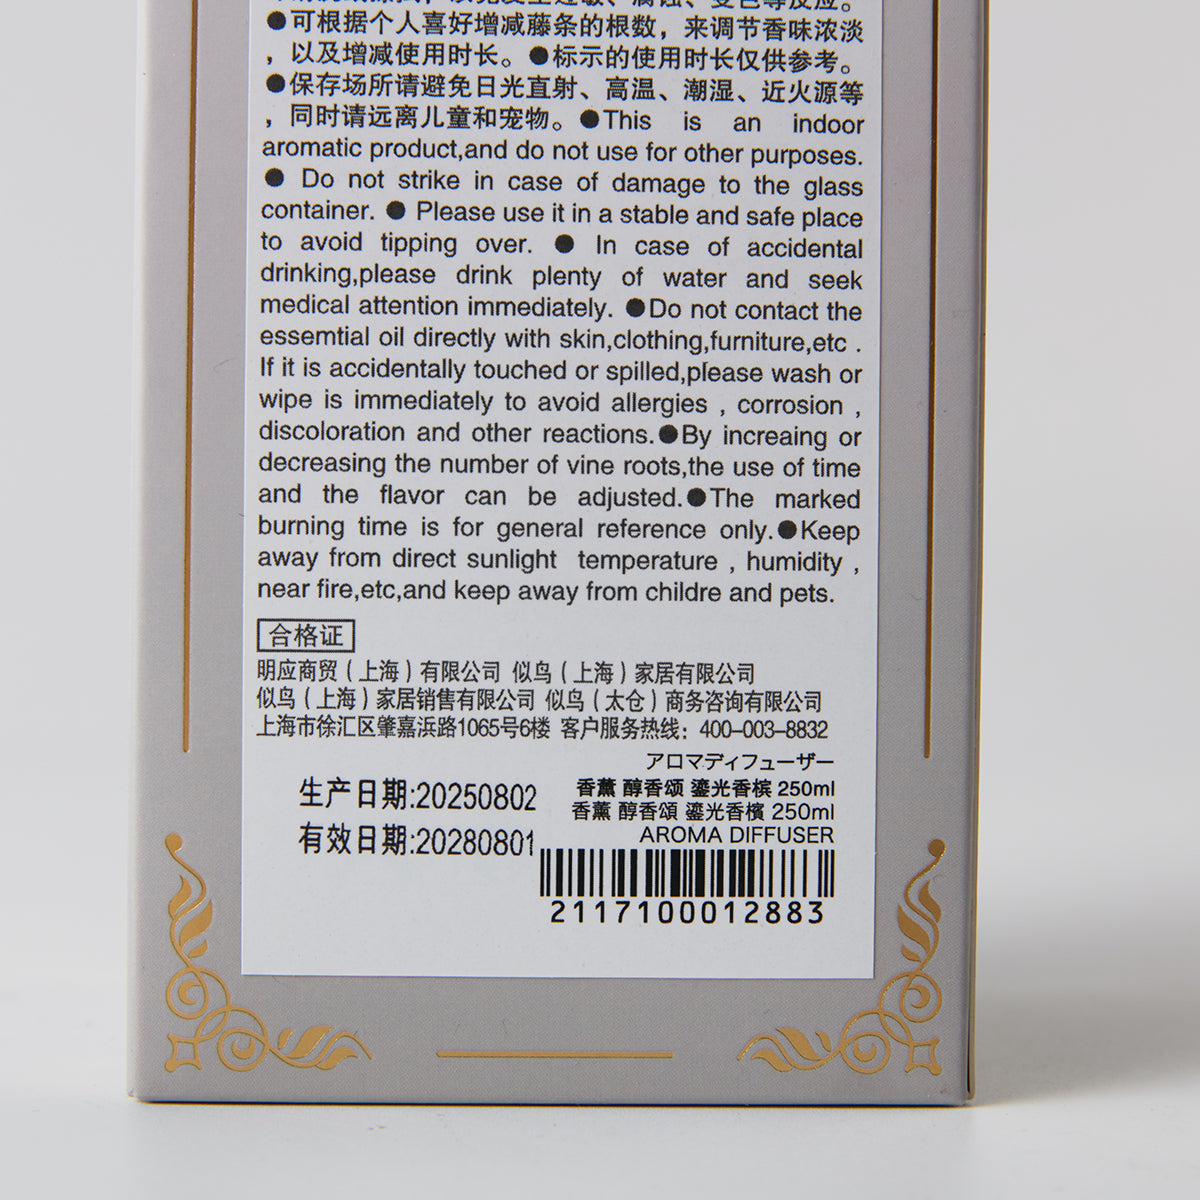 ●可根据个人喜好增减藤条的根数，来调节香味浓淡
，以及增减使用时长。●标示的使用时长仅供参考。
●保存场所请避免日光直射、高温、潮湿、近火源等
，同时请远离儿童和宠物。●This is an indoor
aromatic product,and do not use for other purposes.
● Do not strike in case of damage to the glass
container. ● Please use it in a stable and safe place
to avoid tipping over. ● In case of accidental
drinking,please drink plenty of water and seek
medical attention immediately. ●Do not contact the
essemtial oil directly with skin,clothing,furniture,etc .
If it is accidentally touched or spilled,please wash or
wipe is immediately to avoid allergies , corrosion ,
discoloration and other reactions.●By increaing or
decreasing the number of vine roots,the use of time
and the flavor can be adjusted.●The marked
burning time is for general reference only.●Keep
away from direct sunlight temperature , humidity ,
near fire,etc,and keep away from childre and pets.
合格证
明应商贸（上海）有限公司 似鸟（上海）家居有限公司
似鸟（上海）家居销售有限公司 似鸟（太仓）商务咨询有限公司
上海市徐汇区肇嘉浜路1065号6楼 客户服务热线：400–003–8832
アロマディフューザー
生产日期:20250802
香薰 醇香颂 鎏光香槟 250ml
香薰 醇香頌 鎏光香檳 250ml
有效日期:20280801
AROMA DIFFUSER
2117100012883